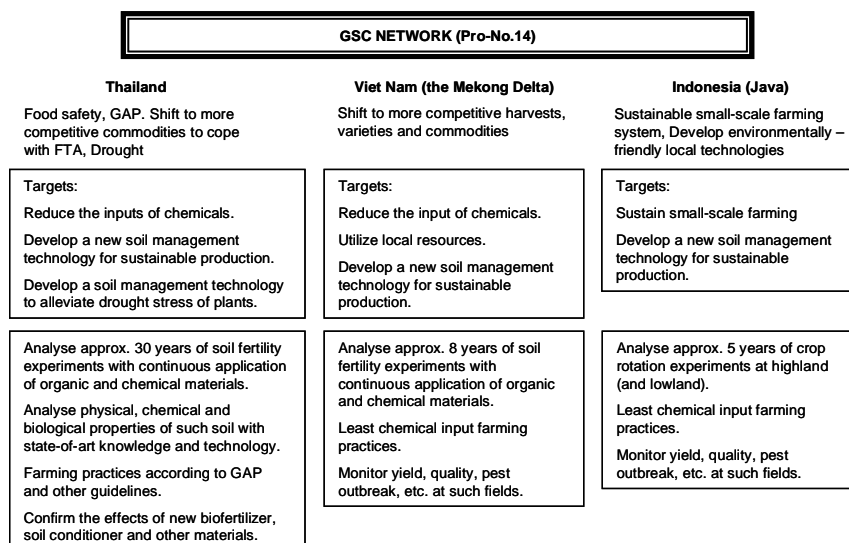 GSC NETWORK (Pro-No.14)
Thailand
Food safety, GAP. Shift to more
competitive commodities to cope
with FTA, Drought
Targets:
Reduce the inputs of chemicals.
Develop a new soil management
technology for sustainable production.
Develop a soil management technology
to alleviate drought stress of plants.
Analyse approx. 30 years of soil fertility
experiments with continuous application
of organic and chemical materials.
Analyse physical, chemical and
biological properties of such soil with
state-of-art knowledge and technology.
Farming practices according to GAP
and other guidelines.
Confirm the effects of new biofertilizer,
soil conditioner and other materials.
Viet Nam (the Mekong Delta)
Shift to more competitive harvests,
varieties and commodities
Targets:
Reduce the input of chemicals.
Utilize local resources.
Develop a new soil management
technology for sustainable
production.
Analyse approx. 8 years of soil
fertility experiments with
continuous application of organic
and chemical materials.
Least chemical input farming
practices.
Monitor yield, quality, pest
outbreak, etc. at such fields.
Indonesia (Java)
Sustainable small-scale farming
system, Develop environmentally –
friendly local technologies
Targets:
Sustain small-scale farming
Develop a new soil management
technology for sustainable
production.
Analyse approx. 5 years of crop
rotation experiments at highland
(and lowland).
Least chemical input farming
practices.
Monitor yield, quality, pest
outbreak, etc. at such fields.